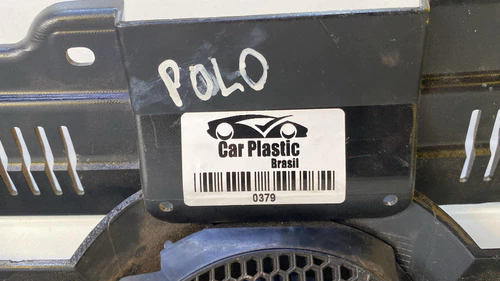 POLO
Car Plastic
Brasil
0379